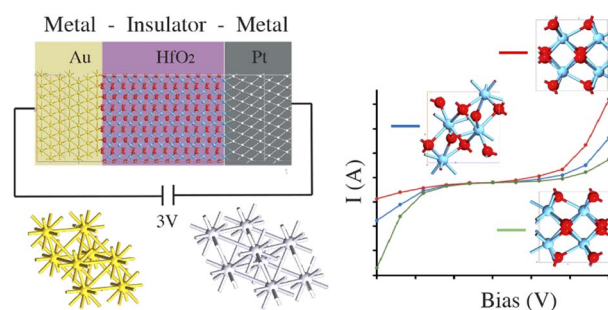 Metal - Insulator - Metal
Au HfO2 Pt
3V
I (A)
Bias (V)